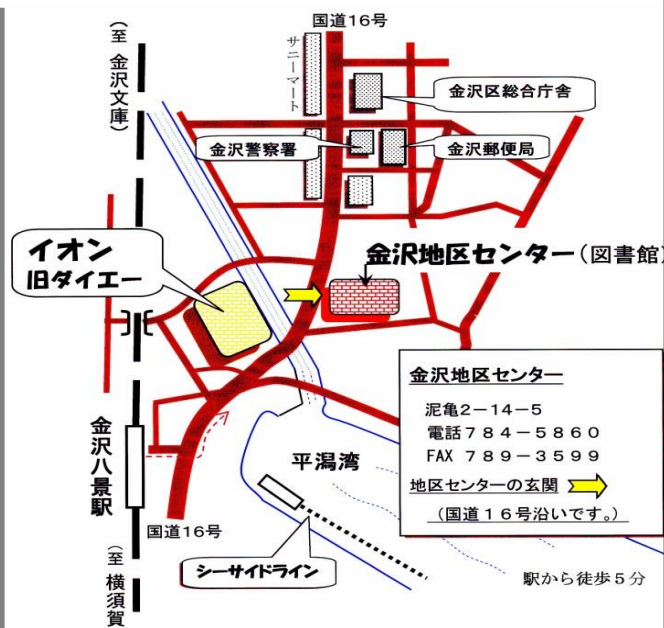 国道16号
(至 金沢文庫)
サニーマート
金沢区総合庁舎
金沢警察署
金沢郵便局
イオン
旧ダイエー
金沢地区センター(図書館)
金沢地区センター
泥亀2-14-5
電話784-5860
FAX 789-3599
地区センターの玄関
(国道16号沿いです。)
金沢八景駅
平潟湾
国道16号
シーサイドライン
(至 横須賀
駅から徒歩5分